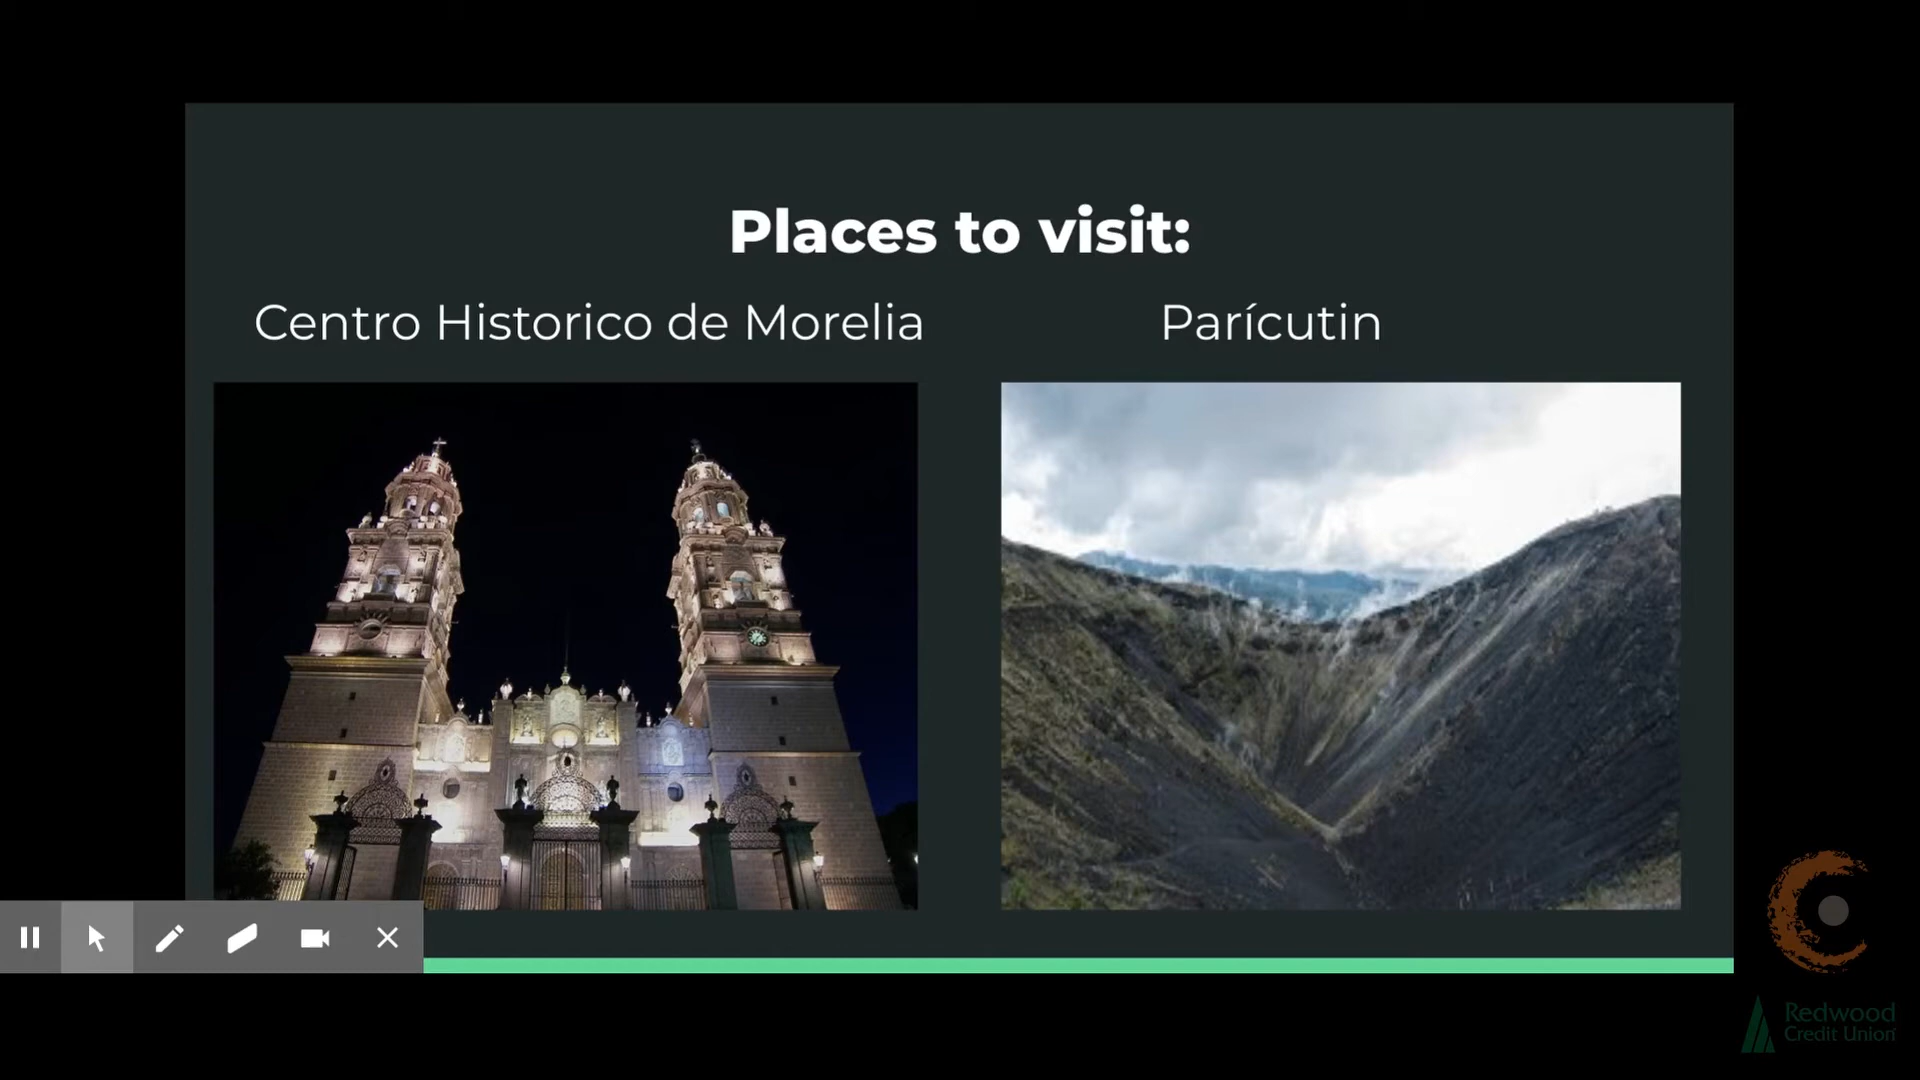 Places to visit:
Centro Historico de Morelia
Parícutin
Redwood
Credit Union